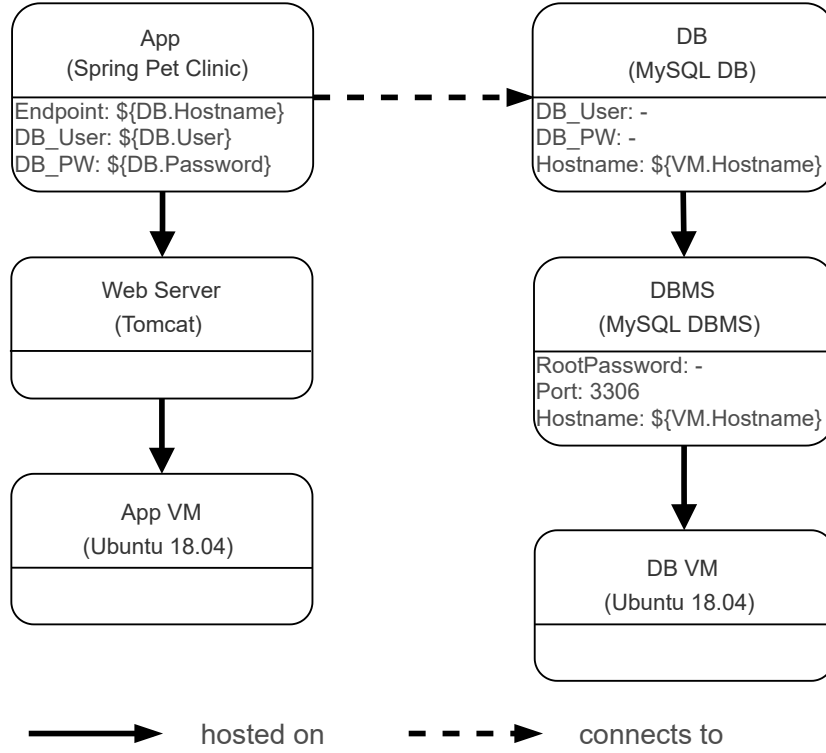 App
(Spring Pet Clinic)
Endpoint: ${DB.Hostname}
DB_User: ${DB.User}
DB_PW: ${DB.Password}
DB
(MySQL DB)
DB_User: -
DB_PW: -
Hostname: ${VM.Hostname}
Web Server
(Tomcat)
DBMS
(MySQL DBMS)
RootPassword: -
Port: 3306
Hostname: ${VM.Hostname}
App VM
(Ubuntu 18.04)
DB VM
(Ubuntu 18.04)
hosted on
connects to